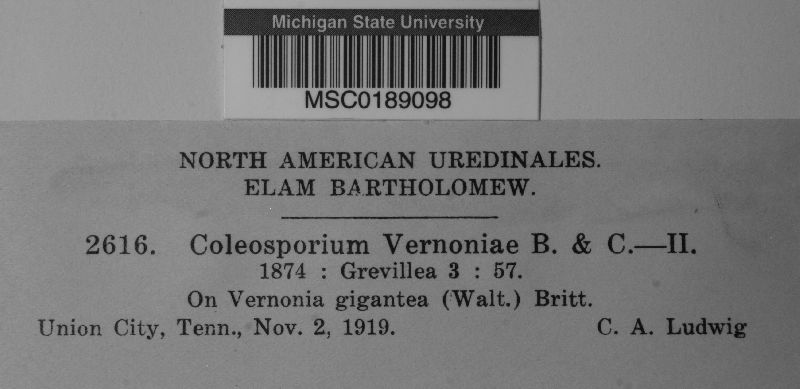 Michigan State University
MSC0189098
NORTH AMERICAN UREDINALES.
ELAM BARTHOLOMEW.
2616. Coleosporium Vernoniae B. & C.—II.
1874 : Grevillea 3 : 57.
On Vernonia gigantea (Walt.) Britt.
Union City, Tenn., Nov. 2, 1919. C. A. Ludwig